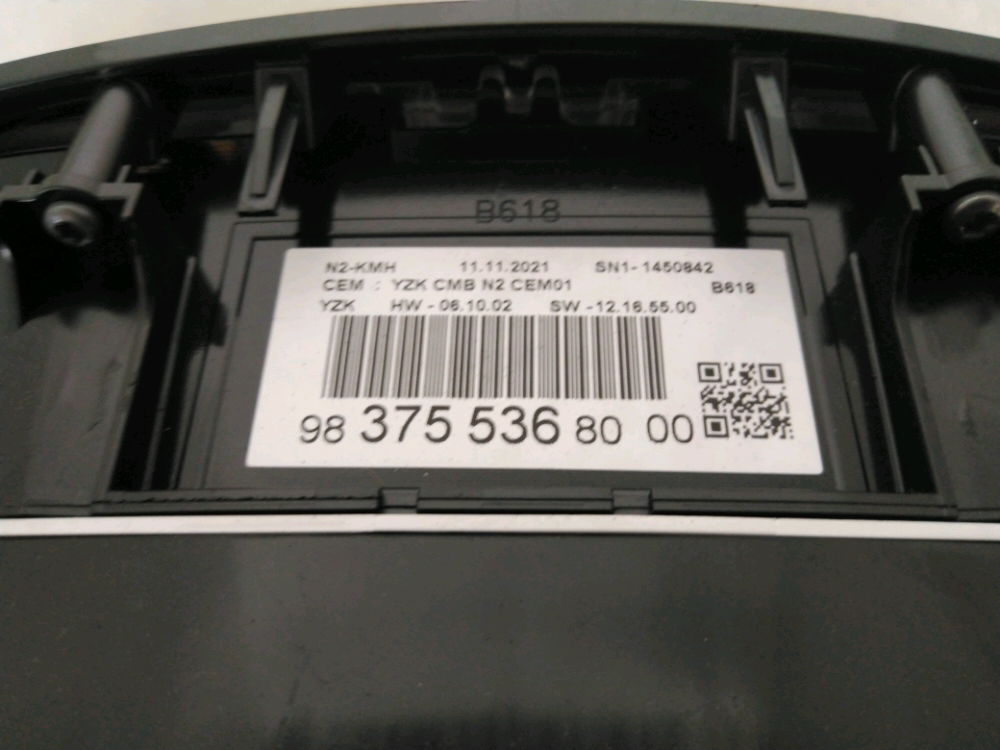 B618
N2-KMH 11.11.2021 SN1-1450842
CEM : YZK CMB N2 CEM01 B618
YZK HW-06.10.02 SW-12.16.55.00
98 375 536 80 00